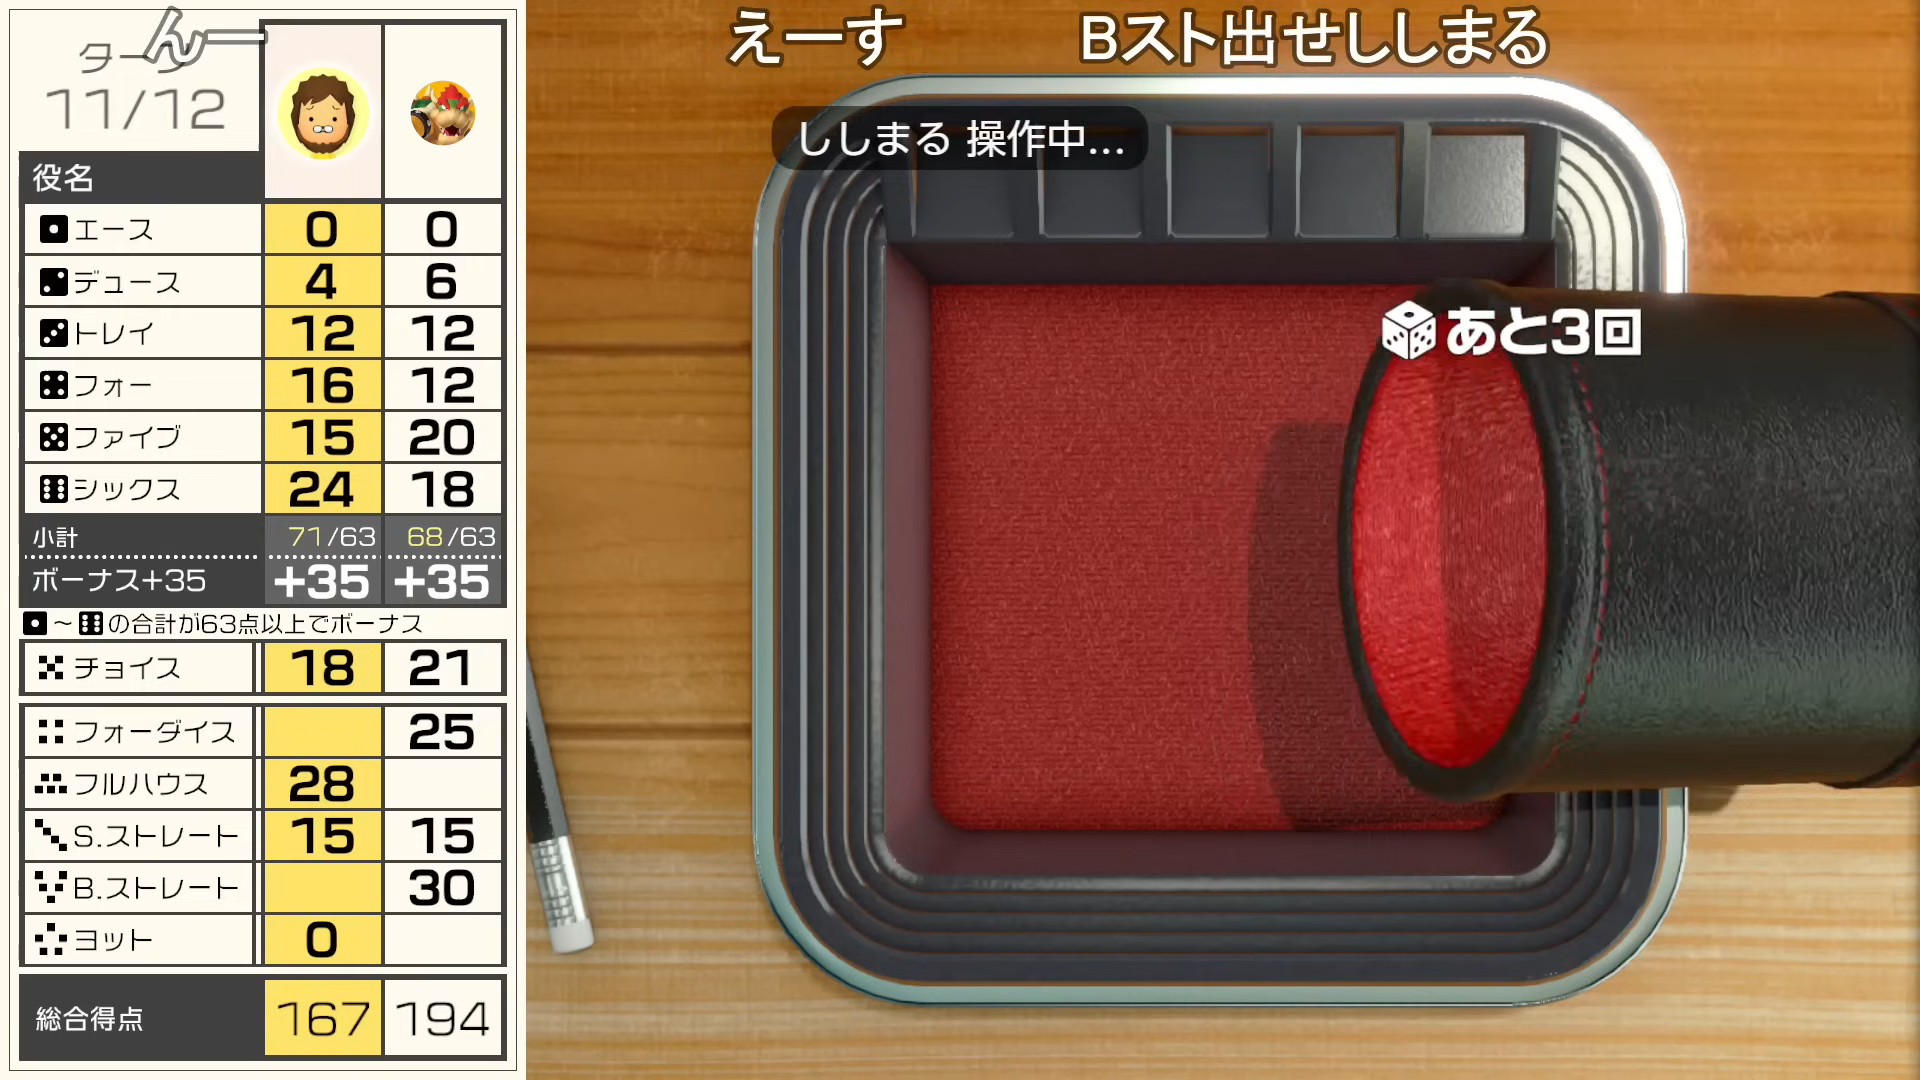 んー
えーす
Bスト出せししまる
ターン
11/12
ししまる 操作中...
役名
エース 0 0
デュース 4 6
トレイ 12 12
フォー 16 12
ファイブ 15 20
シックス 24 18
小計 71/63 68/63
ボーナス+35 +35 +35
～の合計が63点以上でボーナス
チョイス 18 21
フォーダイス 25
フルハウス 28
S.ストレート 15 15
B.ストレート 30
ヨット 0
総合得点 167 194
あと3回